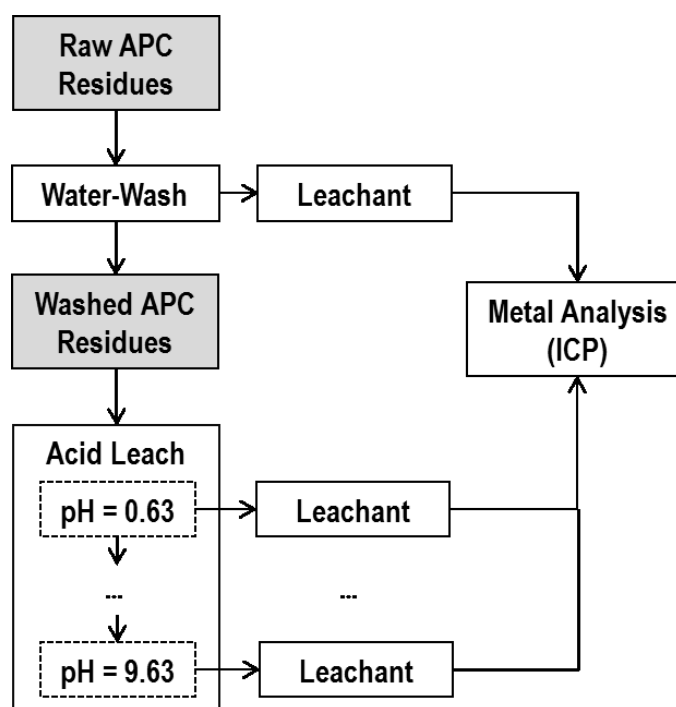 Raw APC
Residues
Water-Wash
Leachant
Washed APC
Residues
Metal Analysis
(ICP)
Acid Leach
pH = 0.63
Leachant
...
...
pH = 9.63
Leachant